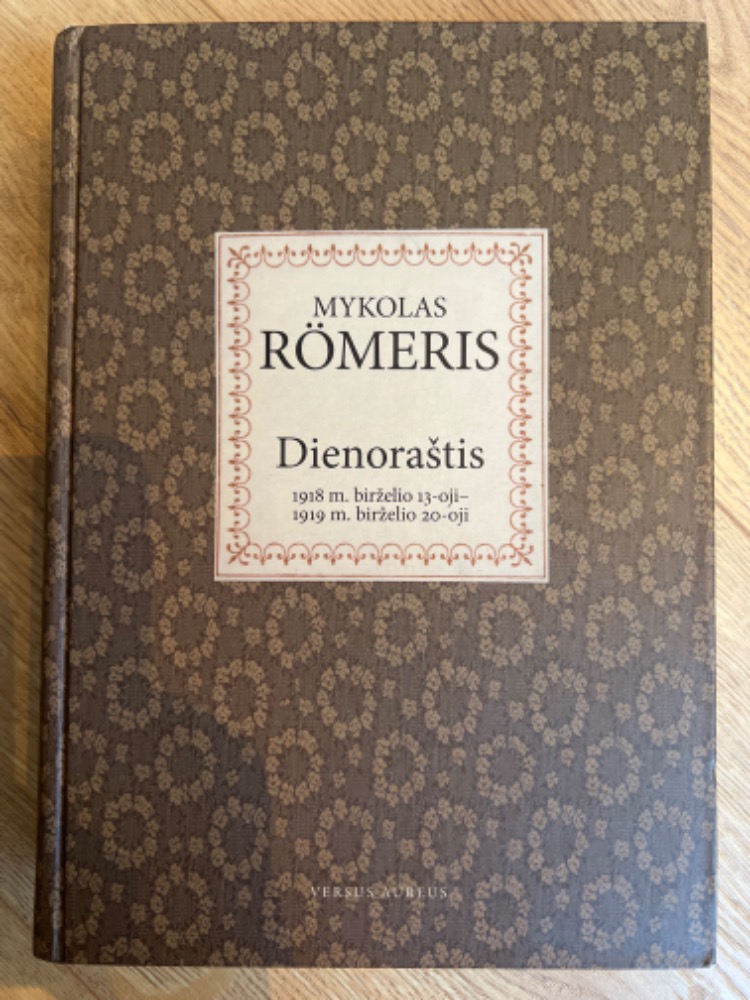 MYKOLAS
RÖMERIS
Dienoraštis
1918 m. birželio 13-oji–
1919 m. birželio 20-oji
VERSUS AUREUS